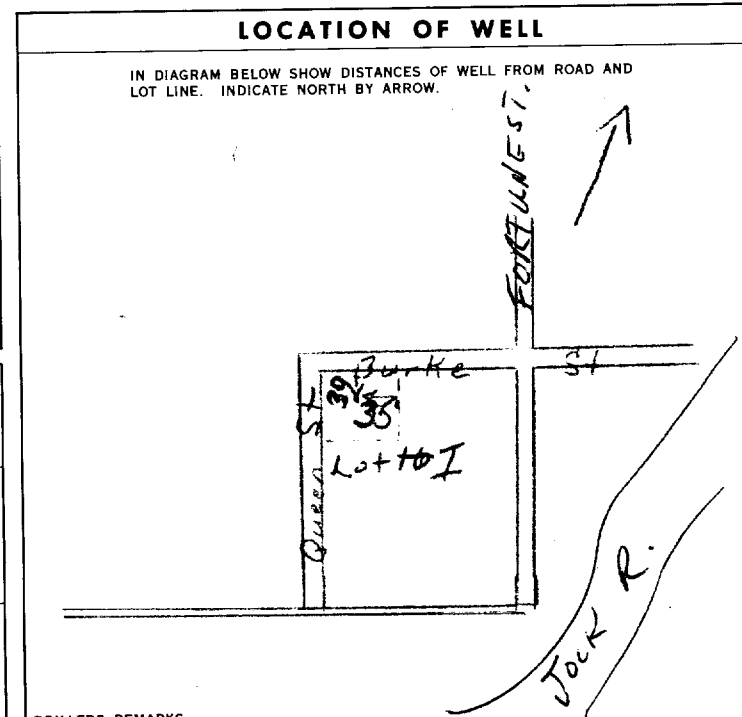 LOCATION OF WELL
IN DIAGRAM BELOW SHOW DISTANCES OF WELL FROM ROAD AND
LOT LINE. INDICATE NORTH BY ARROW.
FORTUNE ST.
Burke St
39
35'
Queen St
Lot I
Jock R.